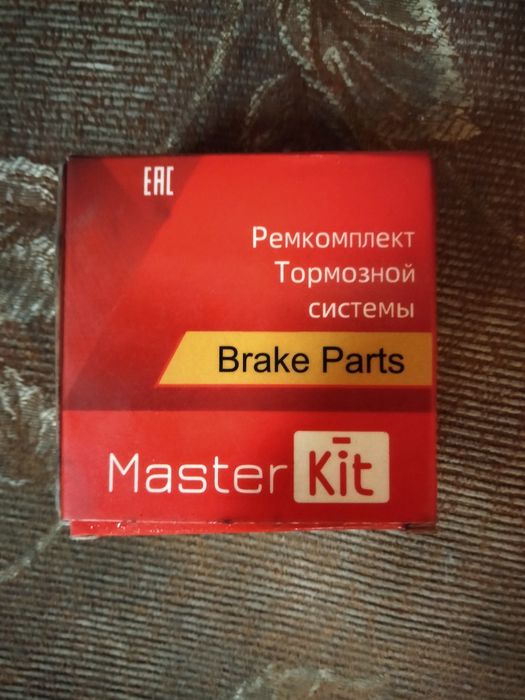 EAC
Ремкомплект
Тормозной
системы
Brake Parts
Master Kit